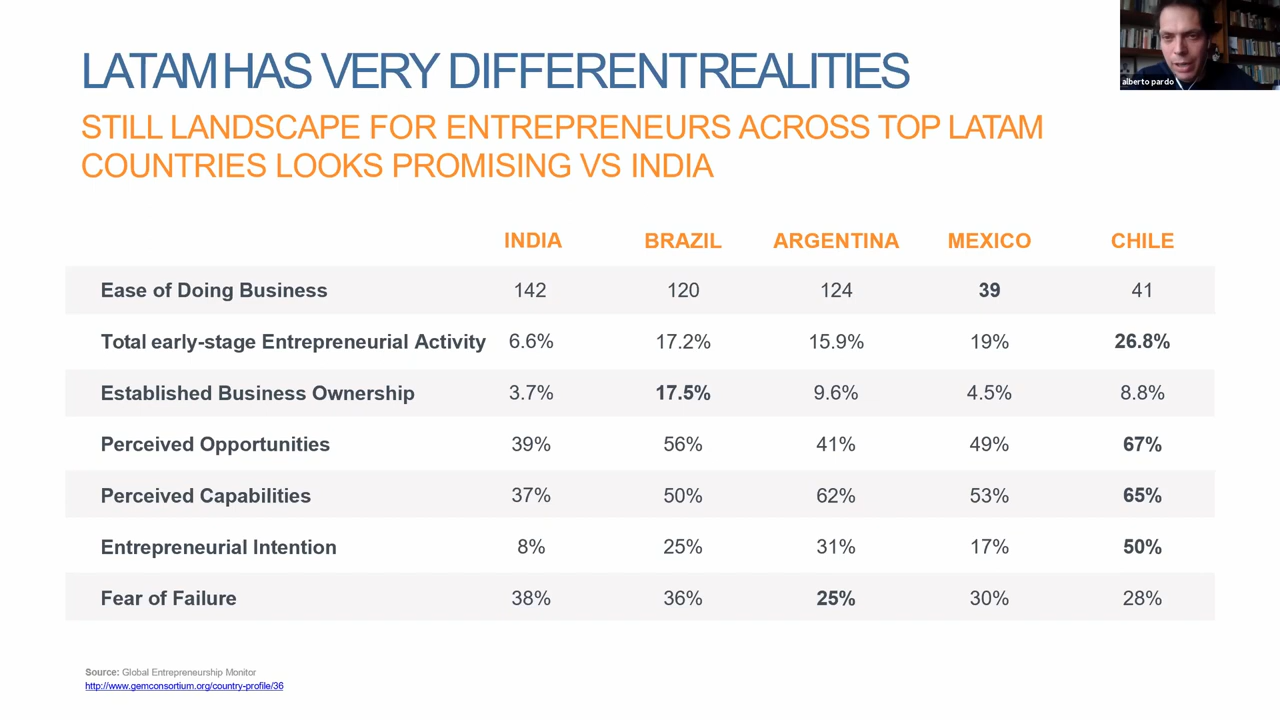 LATAM HAS VERY DIFFERENT REALITIES
alberto pardo
STILL LANDSCAPE FOR ENTREPRENEURS ACROSS TOP LATAM
COUNTRIES LOOKS PROMISING VS INDIA
INDIA BRAZIL ARGENTINA MEXICO CHILE
Ease of Doing Business 142 120 124 39 41
Total early-stage Entrepreneurial Activity 6.6% 17.2% 15.9% 19% 26.8%
Established Business Ownership 3.7% 17.5% 9.6% 4.5% 8.8%
Perceived Opportunities 39% 56% 41% 49% 67%
Perceived Capabilities 37% 50% 62% 53% 65%
Entrepreneurial Intention 8% 25% 31% 17% 50%
Fear of Failure 38% 36% 25% 30% 28%
Source: Global Entrepreneurship Monitor
http://www.gemconsortium.org/country-profile/36